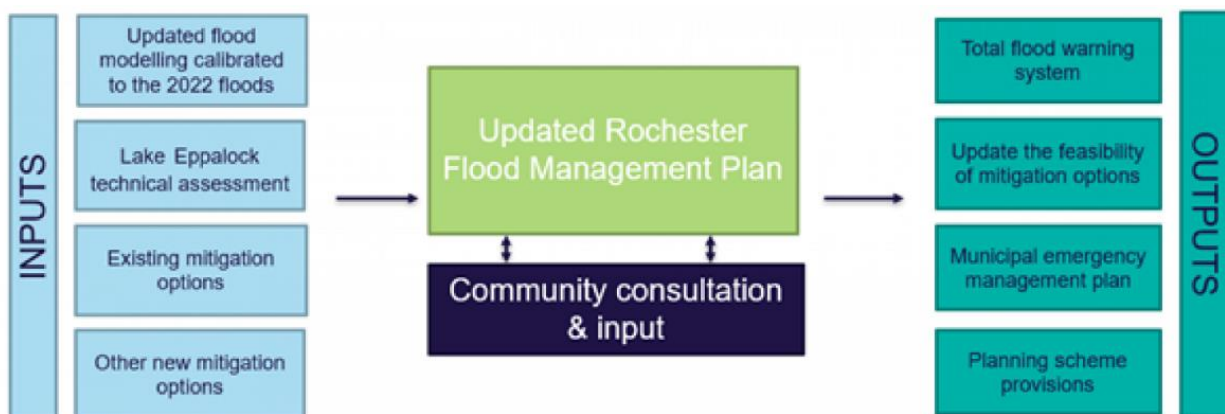 INPUTS
Updated flood
modelling calibrated
to the 2022 floods
Lake Eppalock
technical assessment
Existing mitigation
options
Other new mitigation
options
Updated Rochester
Flood Management Plan
Community consultation
& input
Total flood warning
system
Update the feasibility
of mitigation options
Municipal emergency
management plan
Planning scheme
provisions
OUTPUTS